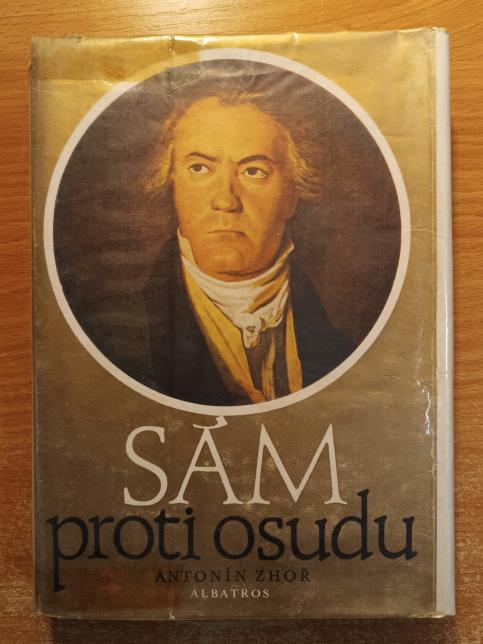 SÁM
proti osudu
ANTONÍN ZHOŘ
ALBATROS